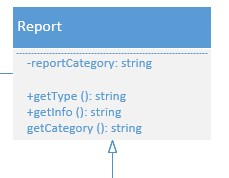 Report
-reportCategory: string
+getType (): string
+getInfo (): string
getCategory (): string